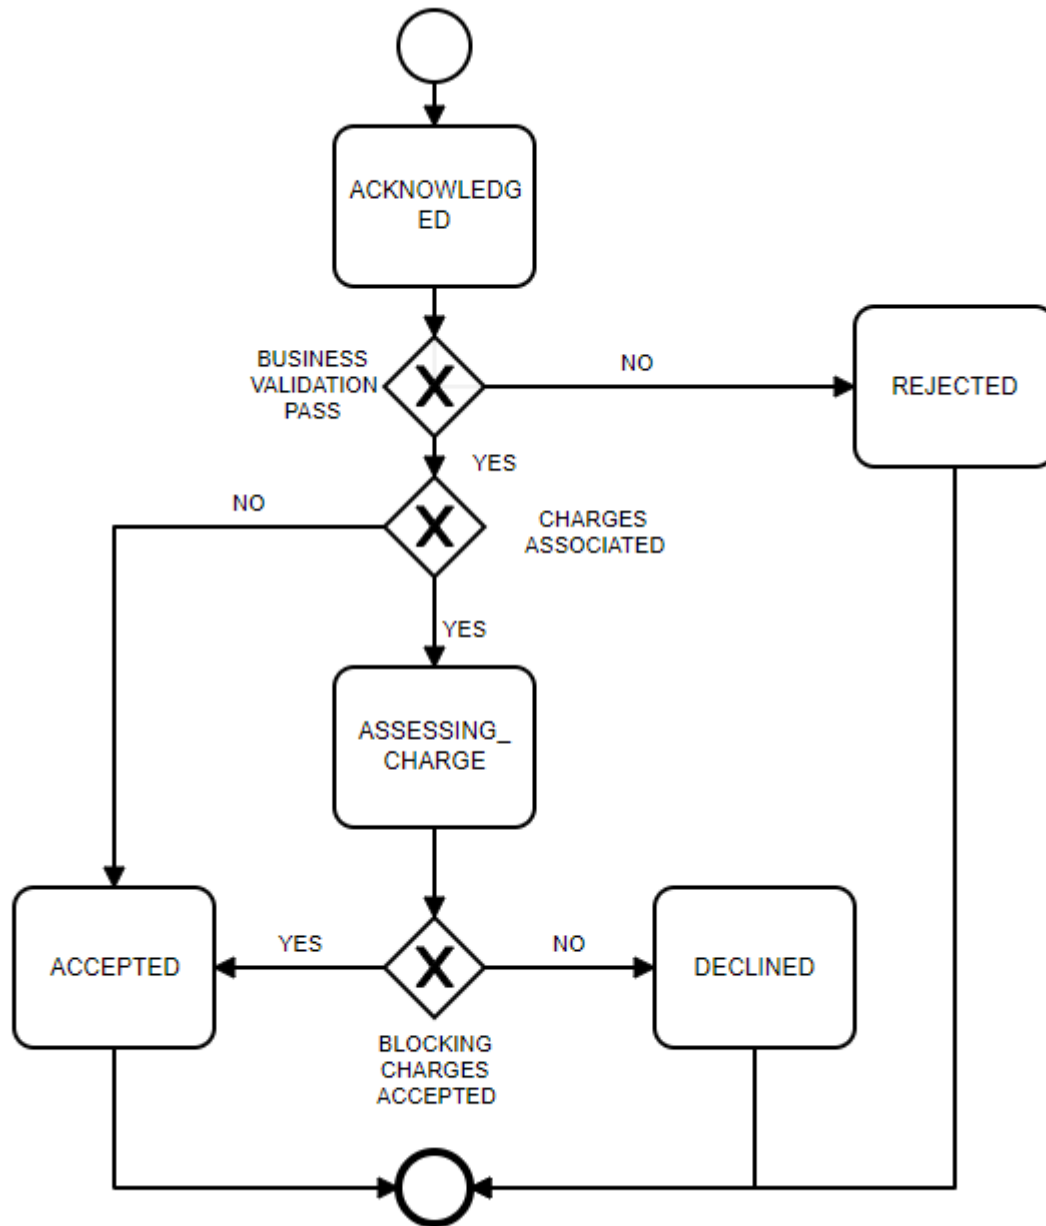 ACKNOWLEDG
ED
BUSINESS
VALIDATION
PASS
X
NO
REJECTED
YES
NO
X
CHARGES
ASSOCIATED
YES
ASSESSING_
CHARGE
ACCEPTED
YES
X
NO
DECLINED
BLOCKING
CHARGES
ACCEPTED